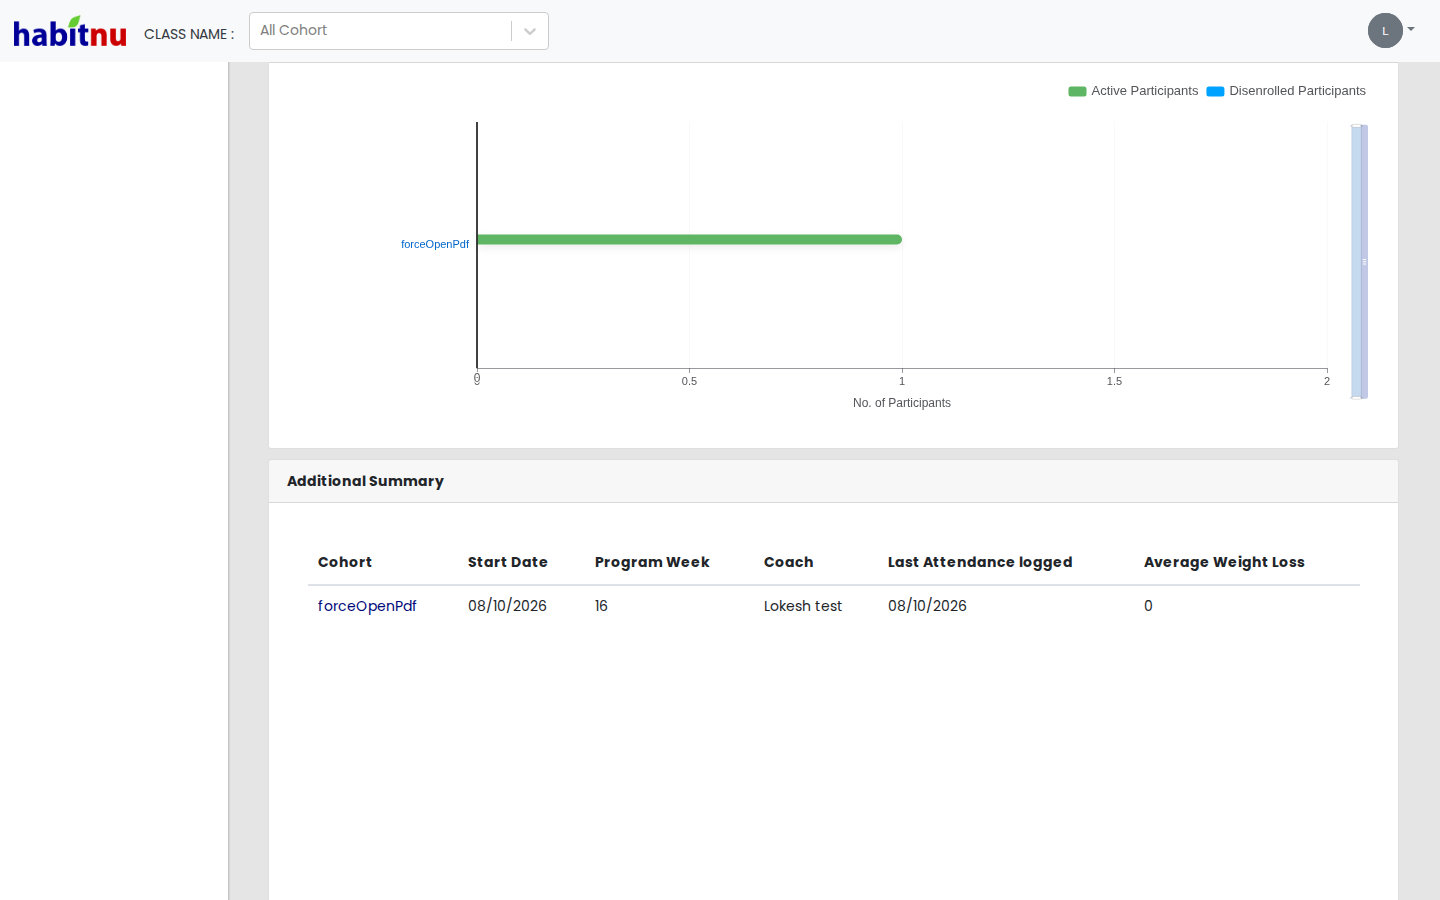 habitnu CLASS NAME : All Cohort L
Active Participants Disenrolled Participants
forceOpenPdf
0 0.5 1 1.5 2
No. of Participants
Additional Summary
Cohort Start Date Program Week Coach Last Attendance logged Average Weight Loss
forceOpenPdf 08/10/2026 16 Lokesh test 08/10/2026 0